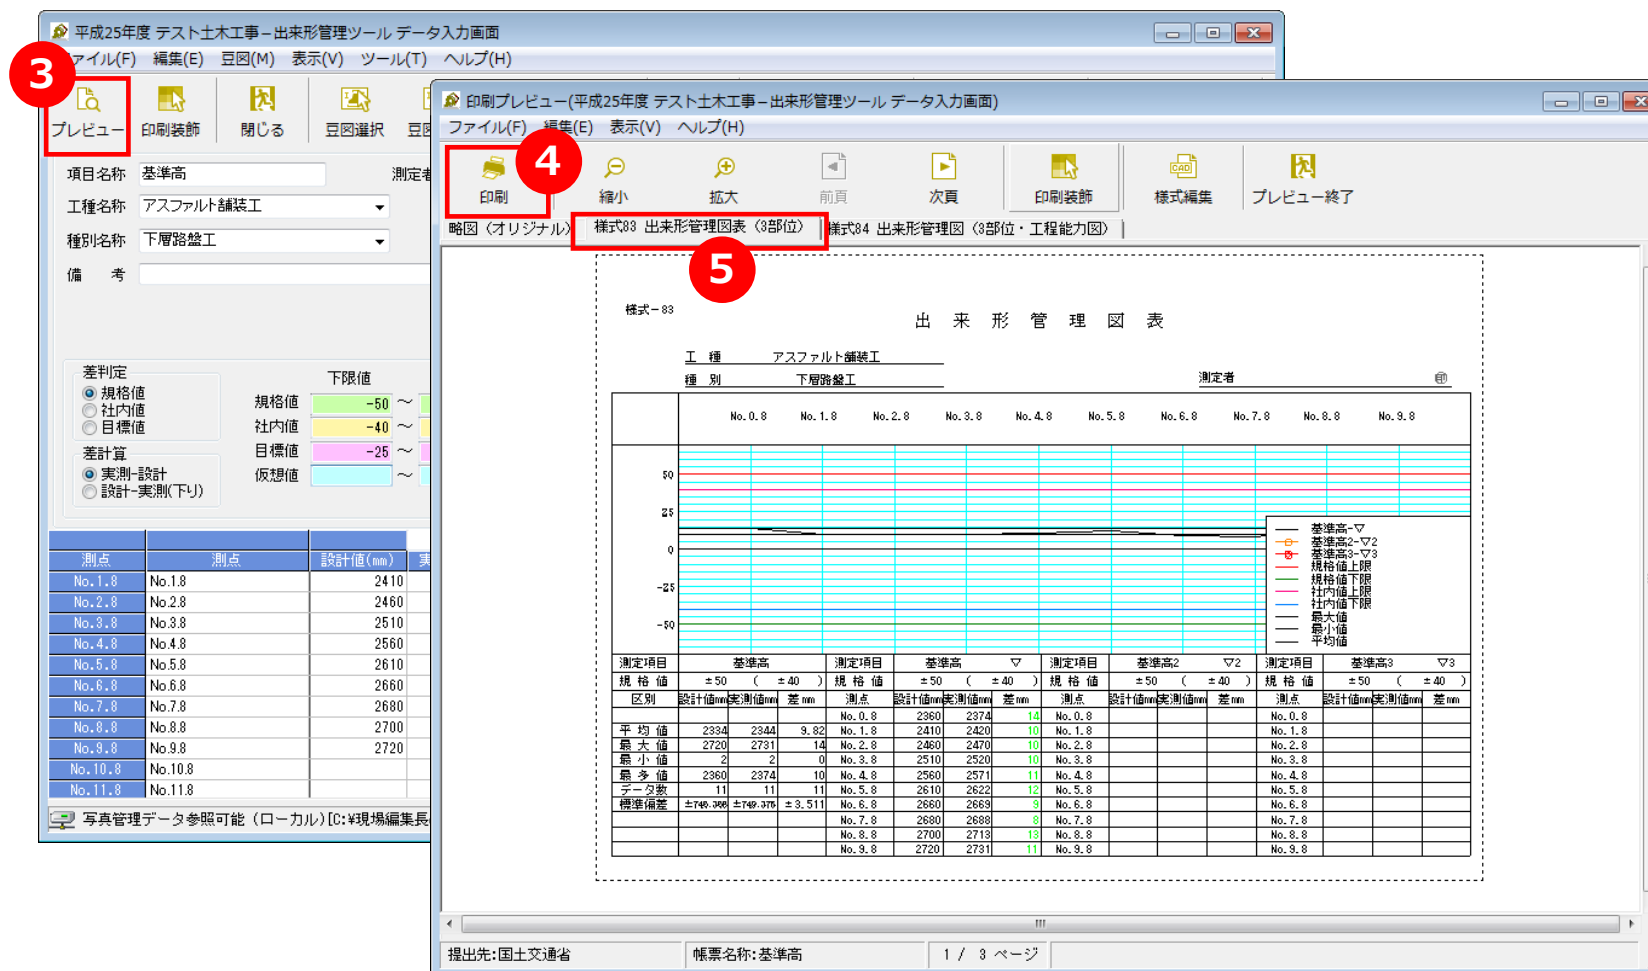 平成25年度 テスト土木工事－出来形管理ツール データ入力画面
ァイル(F) 編集(E) 豆図(M) 表示(V) ツール(T) ヘルプ(H)
3
プレビュー 印刷装飾 閉じる 豆図選択
項目名称 基準高 測定者
工種名称 アスファルト舗装工
種別名称 下層路盤工
備 考
差判定
規格値
社内値
目標値
差計算
実測-設計
設計-実測(下り)
下限値
規格値 -50 ～
社内値 -40 ～
目標値 -25 ～
仮想値 ～
測点 測点 設計値(mm) 実
No.1.8 No.1.8 2410
No.2.8 No.2.8 2460
No.3.8 No.3.8 2510
No.4.8 No.4.8 2560
No.5.8 No.5.8 2610
No.6.8 No.6.8 2660
No.7.8 No.7.8 2680
No.8.8 No.8.8 2700
No.9.8 No.9.8 2720
No.10.8 No.10.8
No.11.8 No.11.8
写真管理データ参照可能（ローカル)[C:¥現場編集長
印刷プレビュー(平成25年度 テスト土木工事－出来形管理ツール データ入力画面)
ファイル(F) 編集(E) 表示(V) ヘルプ(H)
4
印刷 縮小 拡大 前頁 次頁 印刷装飾 CAD 様式編集 プレビュー終了
略図（オリジナル） 様式83 出来形管理図表（3部位） 様式84 出来形管理図（3部位・工程能力図）
5
様式－83
出来形管理図表
工 種 アスファルト舗装工
種 別 下層路盤工 測定者 印
No.0.8 No.1.8 No.2.8 No.3.8 No.4.8 No.5.8 No.6.8 No.7.8 No.8.8 No.9.8
50
25
0
-25
-50
基準高-▽
基準高2-▽2
基準高3-▽3
規格値上限
規格値下限
社内値上限
社内値下限
最大値
最小値
平均値
測定項目 基準高 測定項目 基準高 ▽ 測定項目 基準高2 ▽2 測定項目 基準高3 ▽3
規 格 値 ±50 ( ±40 ) 規 格 値 ±50 ( ±40 ) 規 格 値 ±50 ( ±40 ) 規 格 値 ±50 ( ±40 )
区別 設計値mm 実測値mm 差mm 測点 設計値mm 実測値mm 差mm 測点 設計値mm 実測値mm 差mm 測点 設計値mm 実測値mm 差mm
No.0.8 2360 2374 14 No.0.8 No.0.8
平 均 値 2334 2344 9.82 No.1.8 2410 2420 10 No.1.8 No.1.8
最 大 値 2720 2731 14 No.2.8 2460 2470 10 No.2.8 No.2.8
最 小 値 2 2 0 No.3.8 2510 2520 10 No.3.8 No.3.8
最 多 値 2360 2374 10 No.4.8 2560 2571 11 No.4.8 No.4.8
データ数 11 11 11 No.5.8 2610 2622 12 No.5.8 No.5.8
標準偏差 ±3.511 No.6.8 2660 2669 9 No.6.8 No.6.8
No.7.8 2680 2688 8 No.7.8 No.7.8
No.8.8 2700 2713 13 No.8.8 No.8.8
No.9.8 2720 2731 11 No.9.8 No.9.8
提出先:国土交通省 帳票名称:基準高 1 / 3 ページ